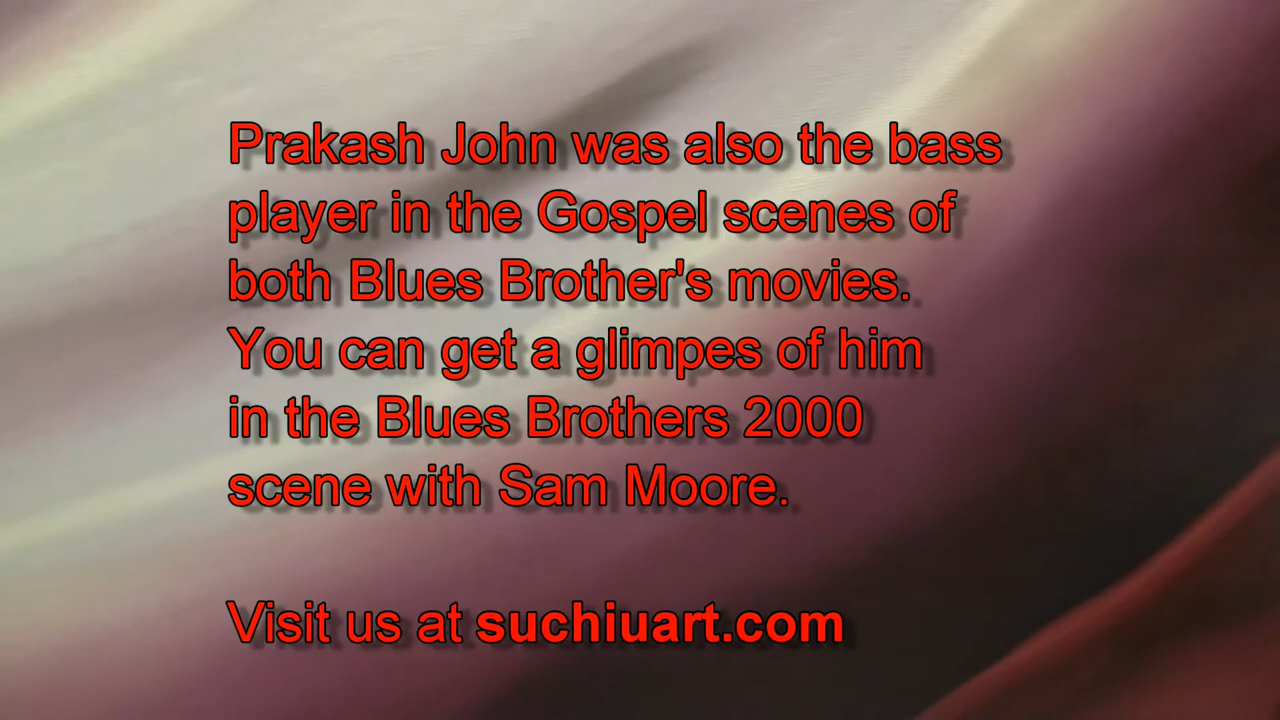 Prakash John was also the bass
player in the Gospel scenes of
both Blues Brother's movies.
You can get a glimpes of him
in the Blues Brothers 2000
scene with Sam Moore.
Visit us at suchiuart.com